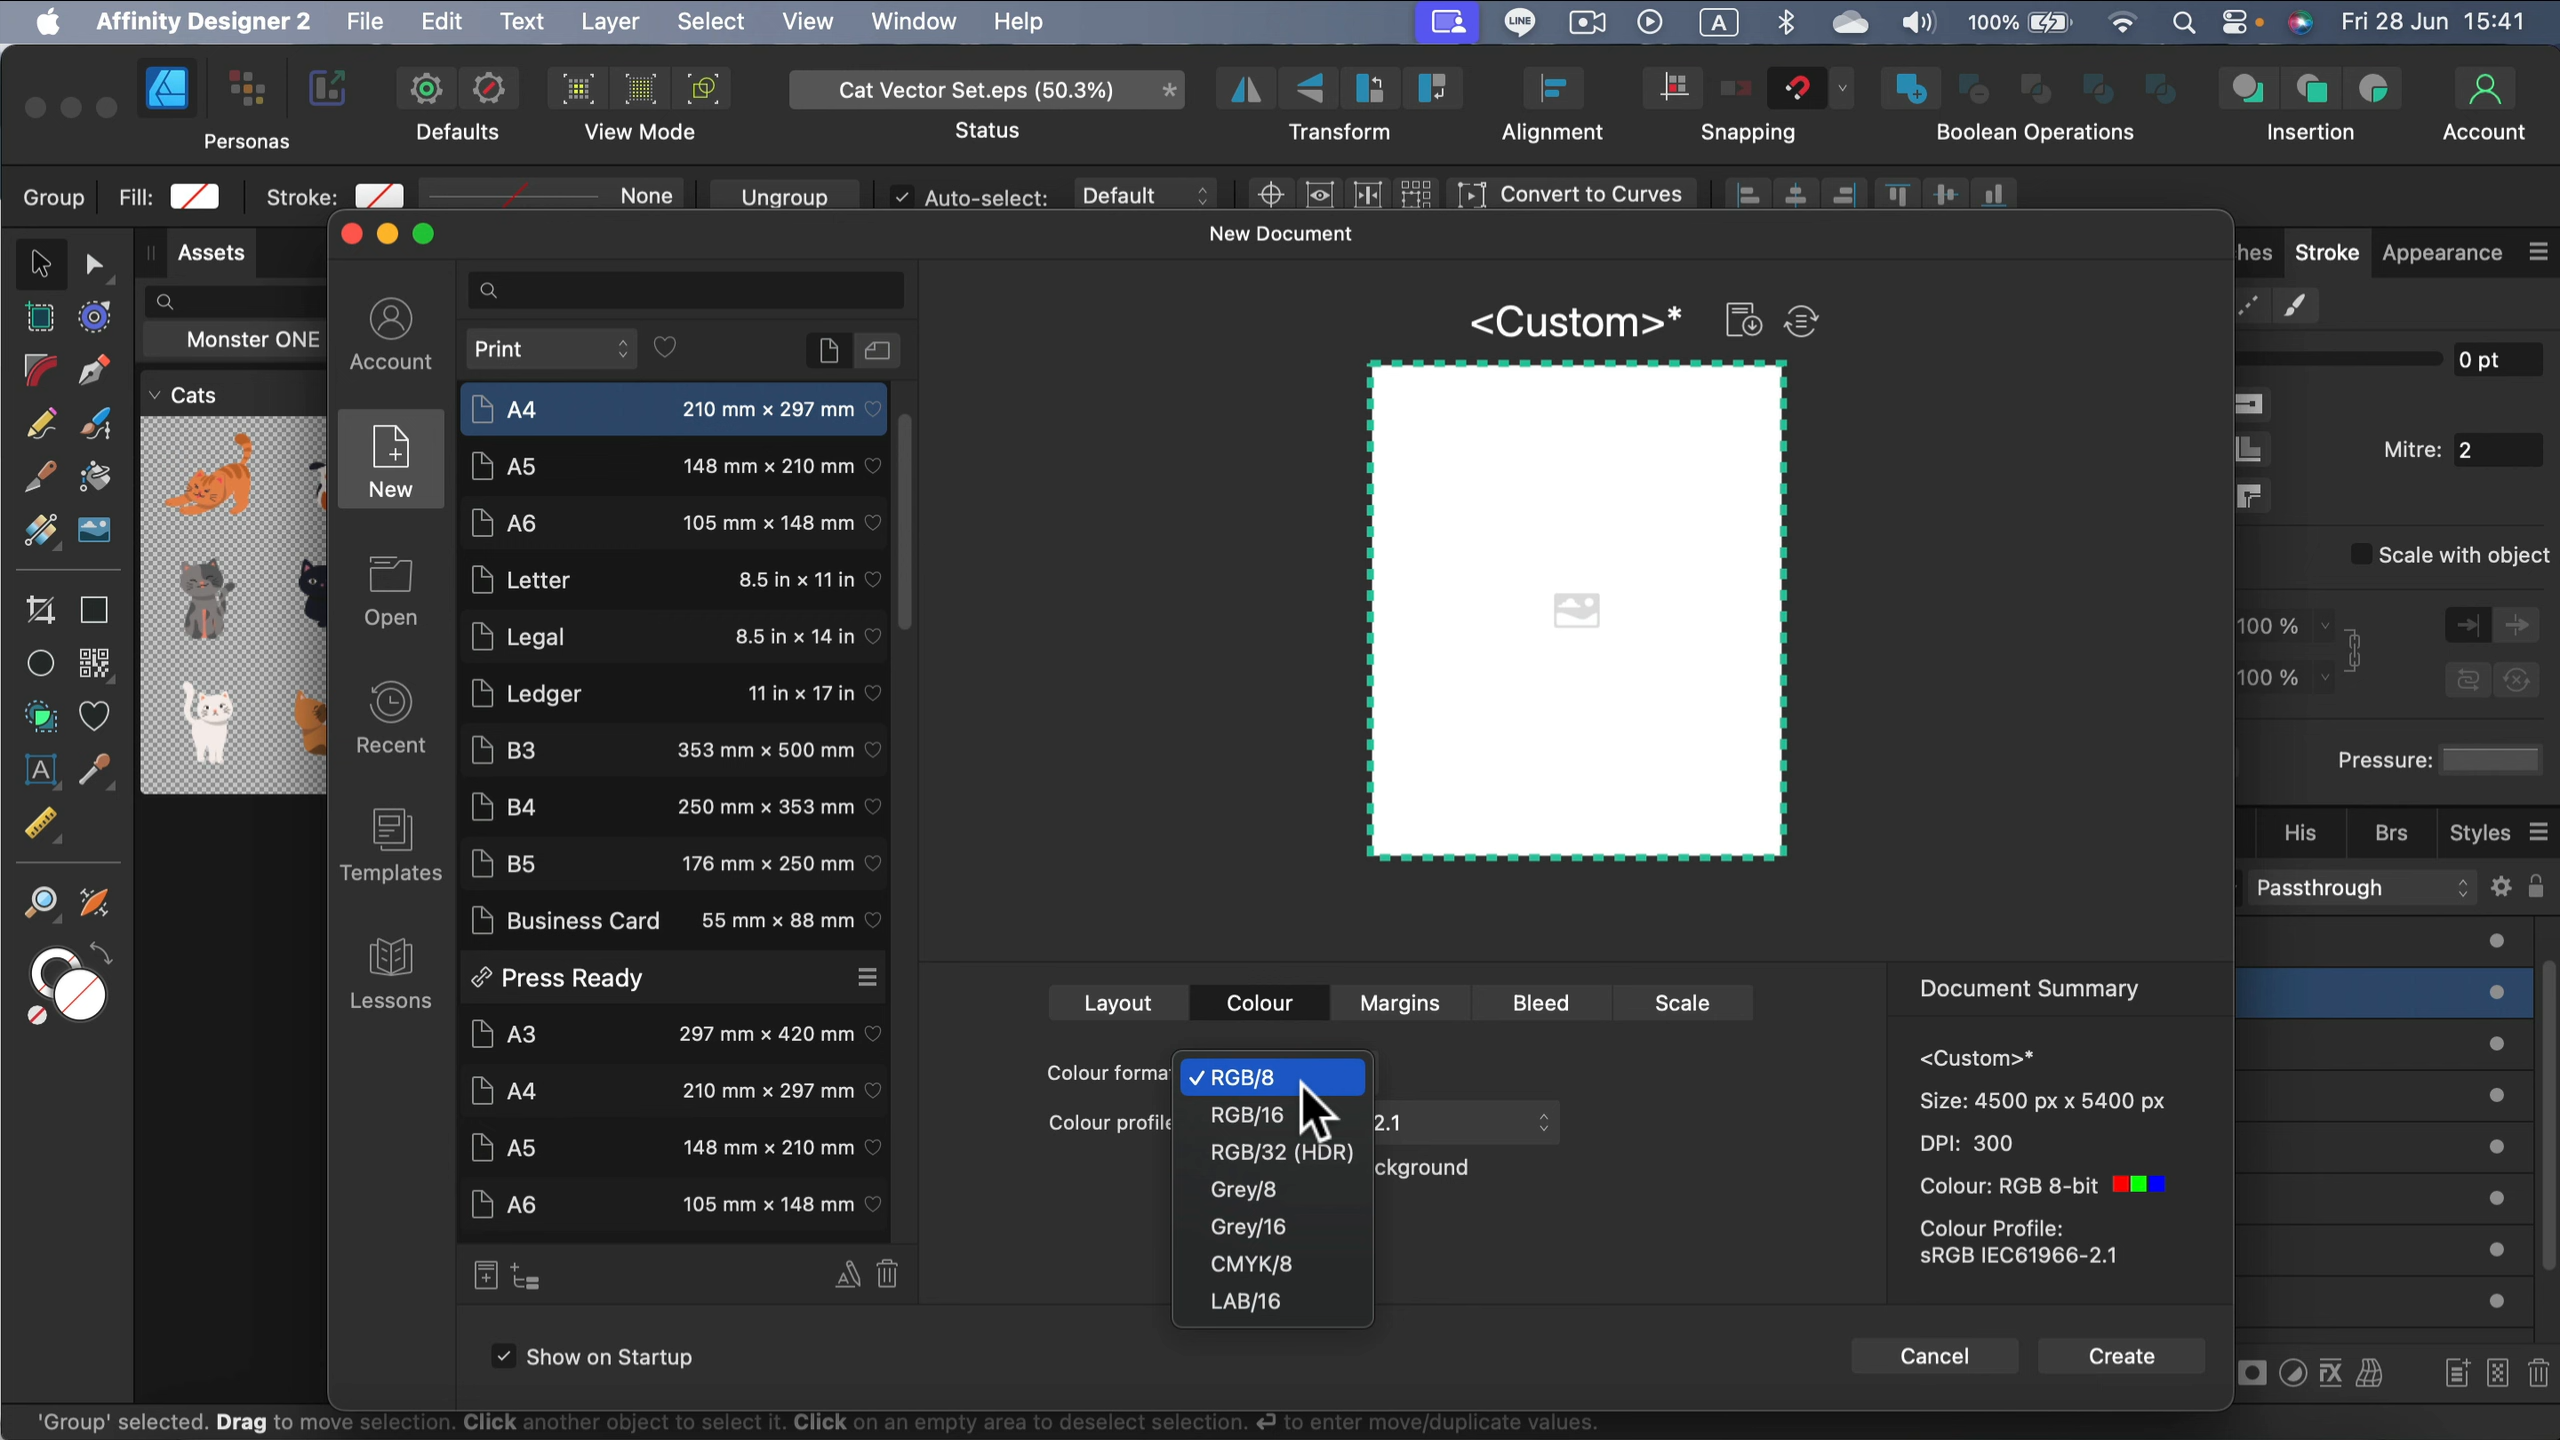 Affinity Designer 2 File Edit Text Layer Select View Window Help LINE A 100% Fri 28 Jun 15:41
Cat Vector Set.eps (50.3%) *
Personas Defaults View Mode Status Transform Alignment Snapping Boolean Operations Insertion Account
Group Fill: Stroke: None Ungroup Auto-select: Default Convert to Curves
Assets
Monster ONE
Cats
New Document
Account
New
Open
Recent
Templates
Lessons
Print
A4 210 mm × 297 mm
A5 148 mm × 210 mm
A6 105 mm × 148 mm
Letter 8.5 in × 11 in
Legal 8.5 in × 14 in
Ledger 11 in × 17 in
B3 353 mm × 500 mm
B4 250 mm × 353 mm
B5 176 mm × 250 mm
Business Card 55 mm × 88 mm
Press Ready
A3 297 mm × 420 mm
A4 210 mm × 297 mm
A5 148 mm × 210 mm
A6 105 mm × 148 mm
Show on Startup
<Custom>*
Layout Colour Margins Bleed Scale
Colour forma
Colour profile 2.1
ckground
RGB/8
RGB/16
RGB/32 (HDR)
Grey/8
Grey/16
CMYK/8
LAB/16
Document Summary
<Custom>*
Size: 4500 px x 5400 px
DPI: 300
Colour: RGB 8-bit
Colour Profile:
sRGB IEC61966-2.1
Cancel Create
hes Stroke Appearance
0 pt
Mitre: 2
Scale with object
100 %
100 %
Pressure:
His Brs Styles
Passthrough
FX
'Group' selected. Drag to move selection. Click another object to select it. Click on an empty area to deselect selection. ↵ to enter move/duplicate values.